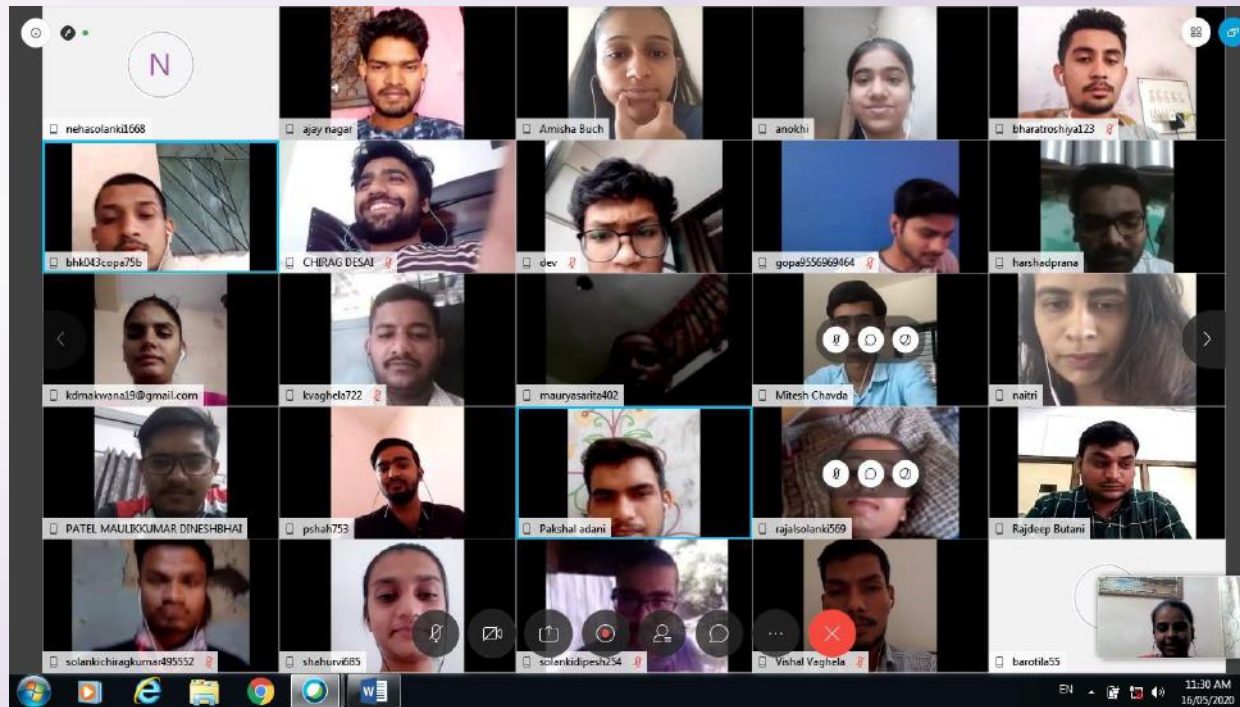 N
nehasolanki1668
ajay nagar
Amisha Buch
anokhi
bharatroshiya123
bhk043copa75b
CHIRAG DESAI
dev
gopa9556969464
harshadprana
kdmakwana19@gmail.com
kvaghela722
mauryasarita402
Mitesh Chavda
naitri
PATEL MAULIKKUMAR DINESHBHAI
pshah753
Pakshal adani
rajalsolanki569
Rajdeep Butani
solankichiragkumar495552
shahurvi685
solankidipesh254
Vishal Vaghela
barotila55
EN
11:30 AM
16/05/2020